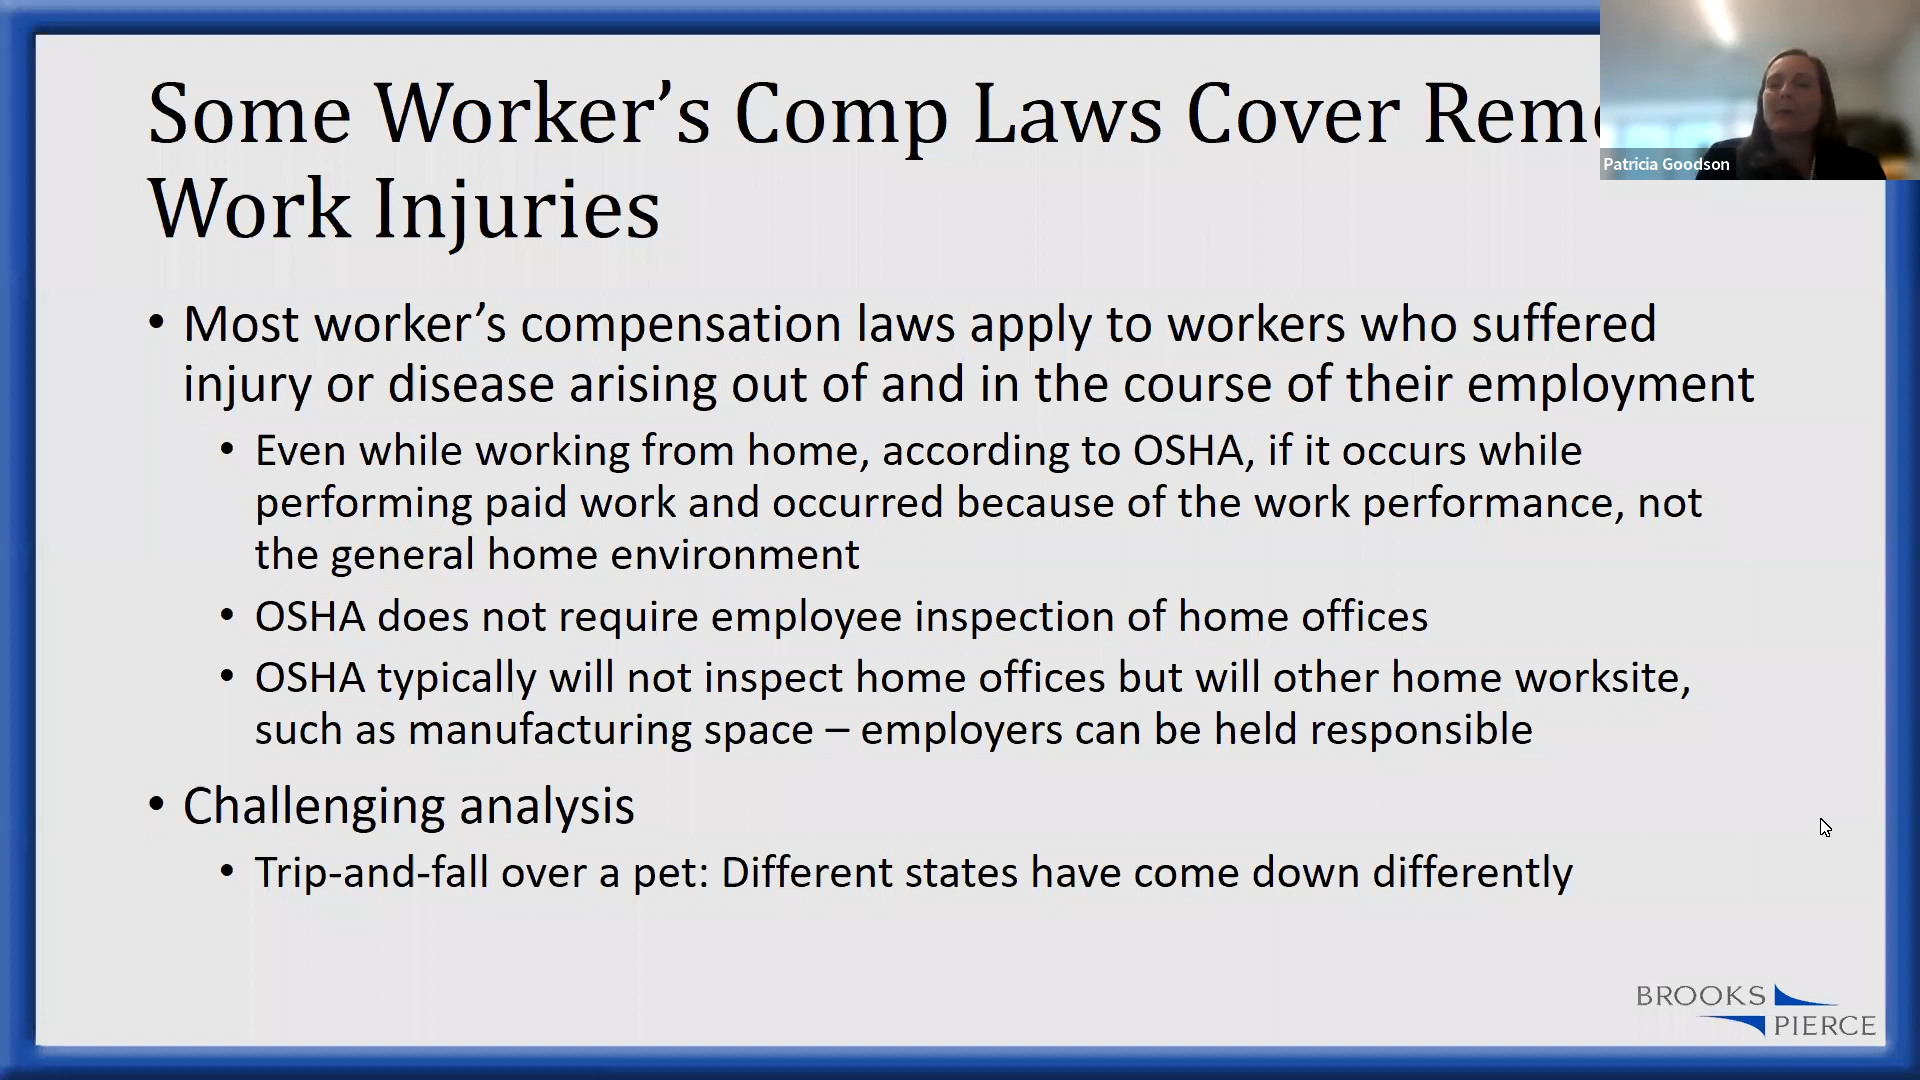 Some Worker’s Comp Laws Cover Remo
Work Injuries
Patricia Goodson
• Most worker’s compensation laws apply to workers who suffered
injury or disease arising out of and in the course of their employment
• Even while working from home, according to OSHA, if it occurs while
performing paid work and occurred because of the work performance, not
the general home environment
• OSHA does not require employee inspection of home offices
• OSHA typically will not inspect home offices but will other home worksite,
such as manufacturing space – employers can be held responsible
• Challenging analysis
• Trip-and-fall over a pet: Different states have come down differently
BROOKS
PIERCE